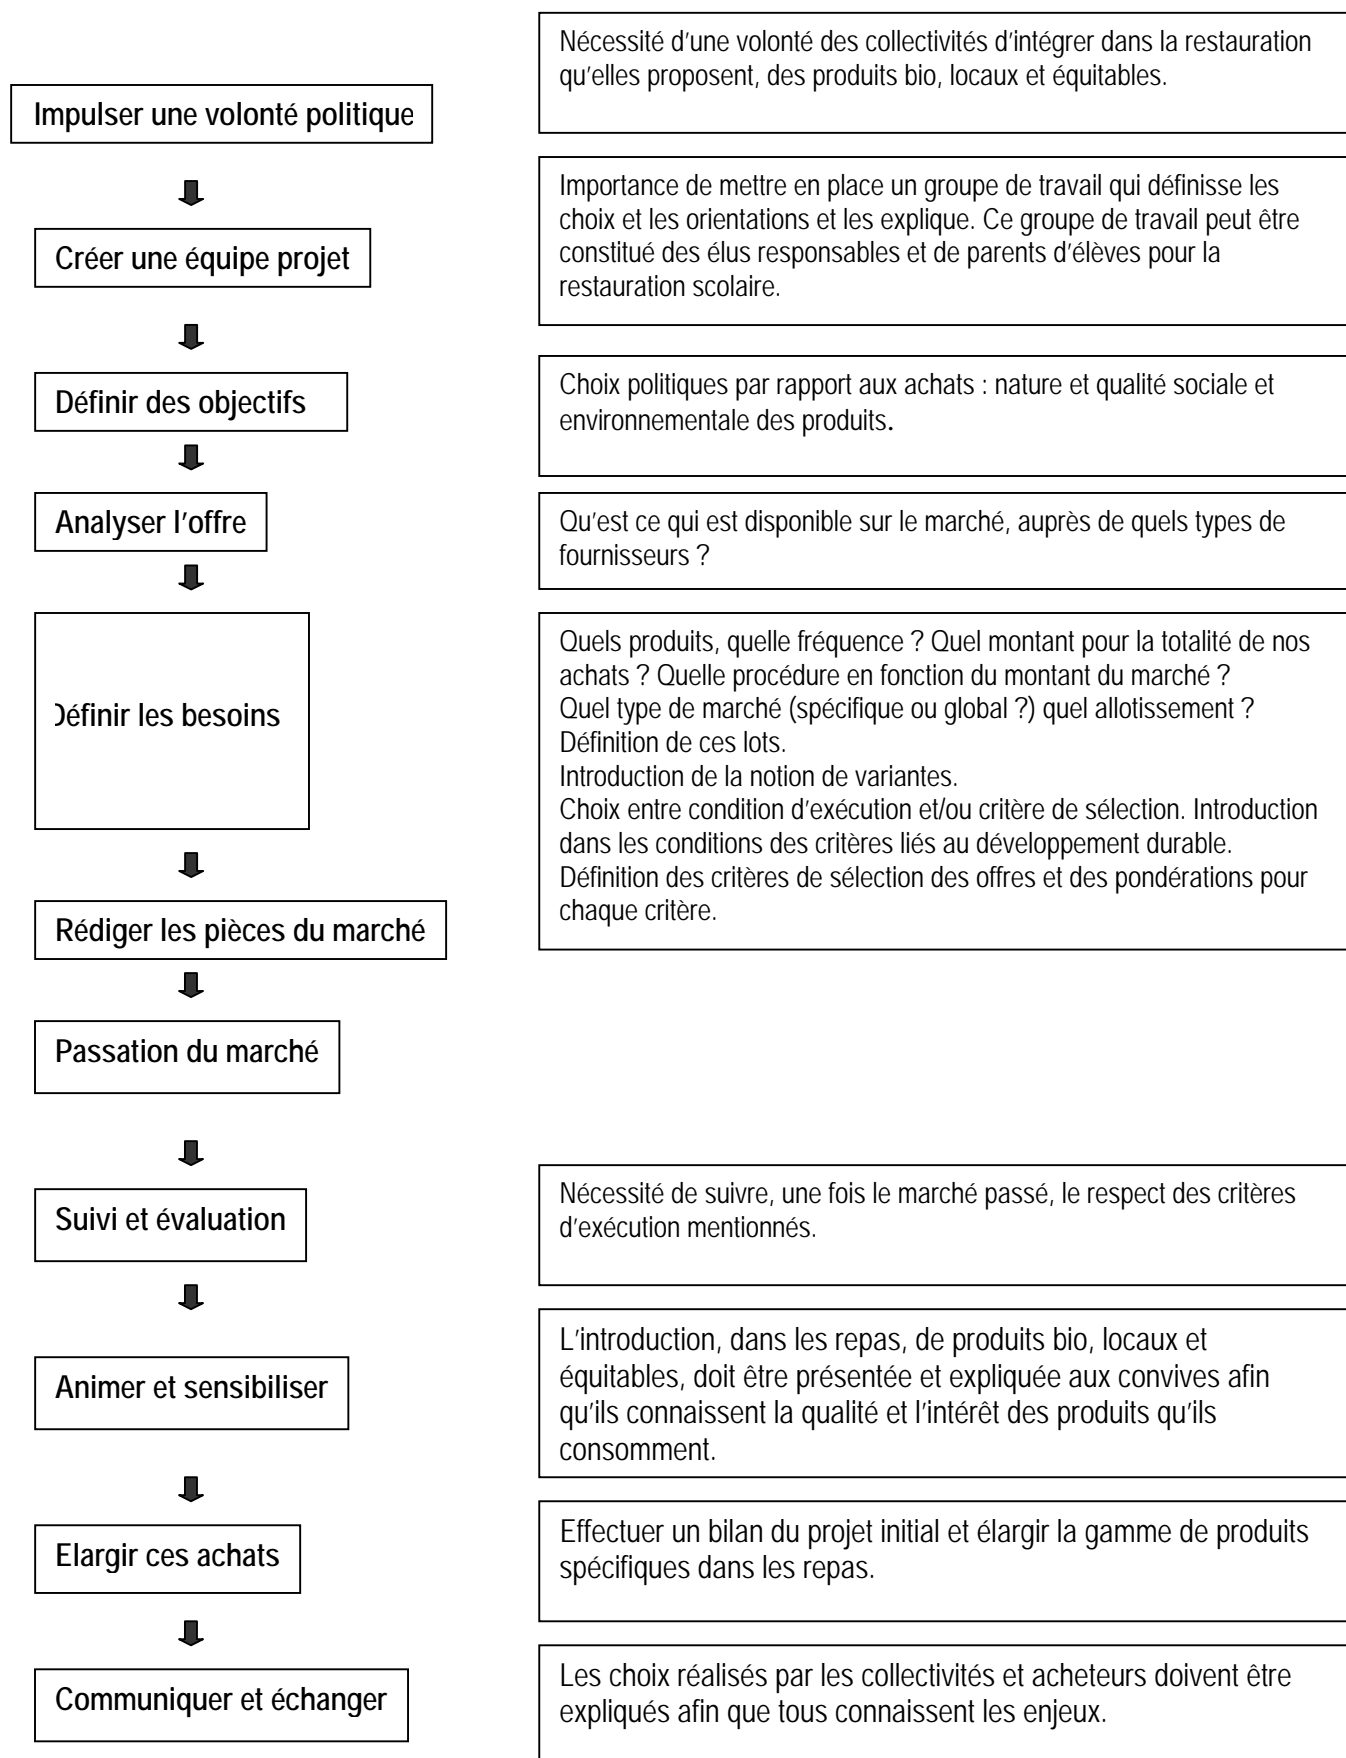 Nécessité d'une volonté des collectivités d'intégrer dans la restauration
qu'elles proposent, des produits bio, locaux et équitables.
Impulser une volonté politique
Importance de mettre en place un groupe de travail qui définisse les
choix et les orientations et les explique. Ce groupe de travail peut être
constitué des élus responsables et de parents d'élèves pour la
restauration scolaire.
Créer une équipe projet
Définir des objectifs
Choix politiques par rapport aux achats : nature et qualité sociale et
environnementale des produits.
Analyser l'offre
Qu'est ce qui est disponible sur le marché, auprès de quels types de
fournisseurs ?
Définir les besoins
Quels produits, quelle fréquence ? Quel montant pour la totalité de nos
achats ? Quelle procédure en fonction du montant du marché ?
Quel type de marché (spécifique ou global ?) quel allotissement ?
Définition de ces lots.
Introduction de la notion de variantes.
Choix entre condition d'exécution et/ou critère de sélection. Introduction
dans les conditions des critères liés au développement durable.
Définition des critères de sélection des offres et des pondérations pour
chaque critère.
Rédiger les pièces du marché
Passation du marché
Suivi et évaluation
Nécessité de suivre, une fois le marché passé, le respect des critères
d'exécution mentionnés.
Animer et sensibiliser
L'introduction, dans les repas, de produits bio, locaux et
équitables, doit être présentée et expliquée aux convives afin
qu'ils connaissent la qualité et l'intérêt des produits qu'ils
consomment.
Elargir ces achats
Effectuer un bilan du projet initial et élargir la gamme de produits
spécifiques dans les repas.
Communiquer et échanger
Les choix réalisés par les collectivités et acheteurs doivent être
expliqués afin que tous connaissent les enjeux.